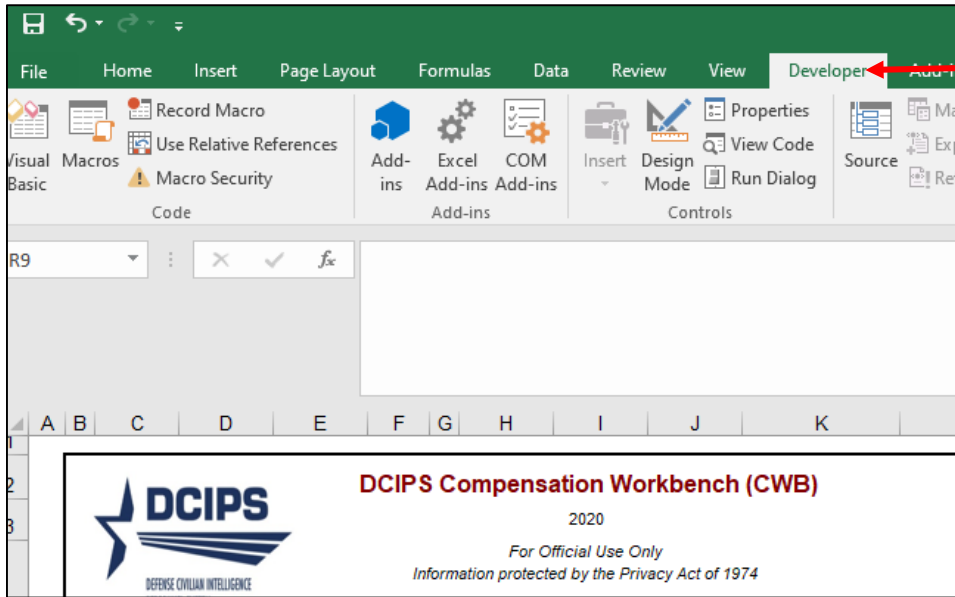 File Home Insert Page Layout Formulas Data Review View Developer
Record Macro
Use Relative References
Macro Security
Visual Basic
Macros
Code
Add-ins
Excel Add-ins
COM Add-ins
Add-ins
Insert
Design Mode
Properties
View Code
Run Dialog
Controls
Source
Ma
Exp
Re
R9
fx
A B C D E F G H I J K
1
2
3
DCIPS
DEFENSE CIVILIAN INTELLIGENCE
DCIPS Compensation Workbench (CWB)
2020
For Official Use Only
Information protected by the Privacy Act of 1974